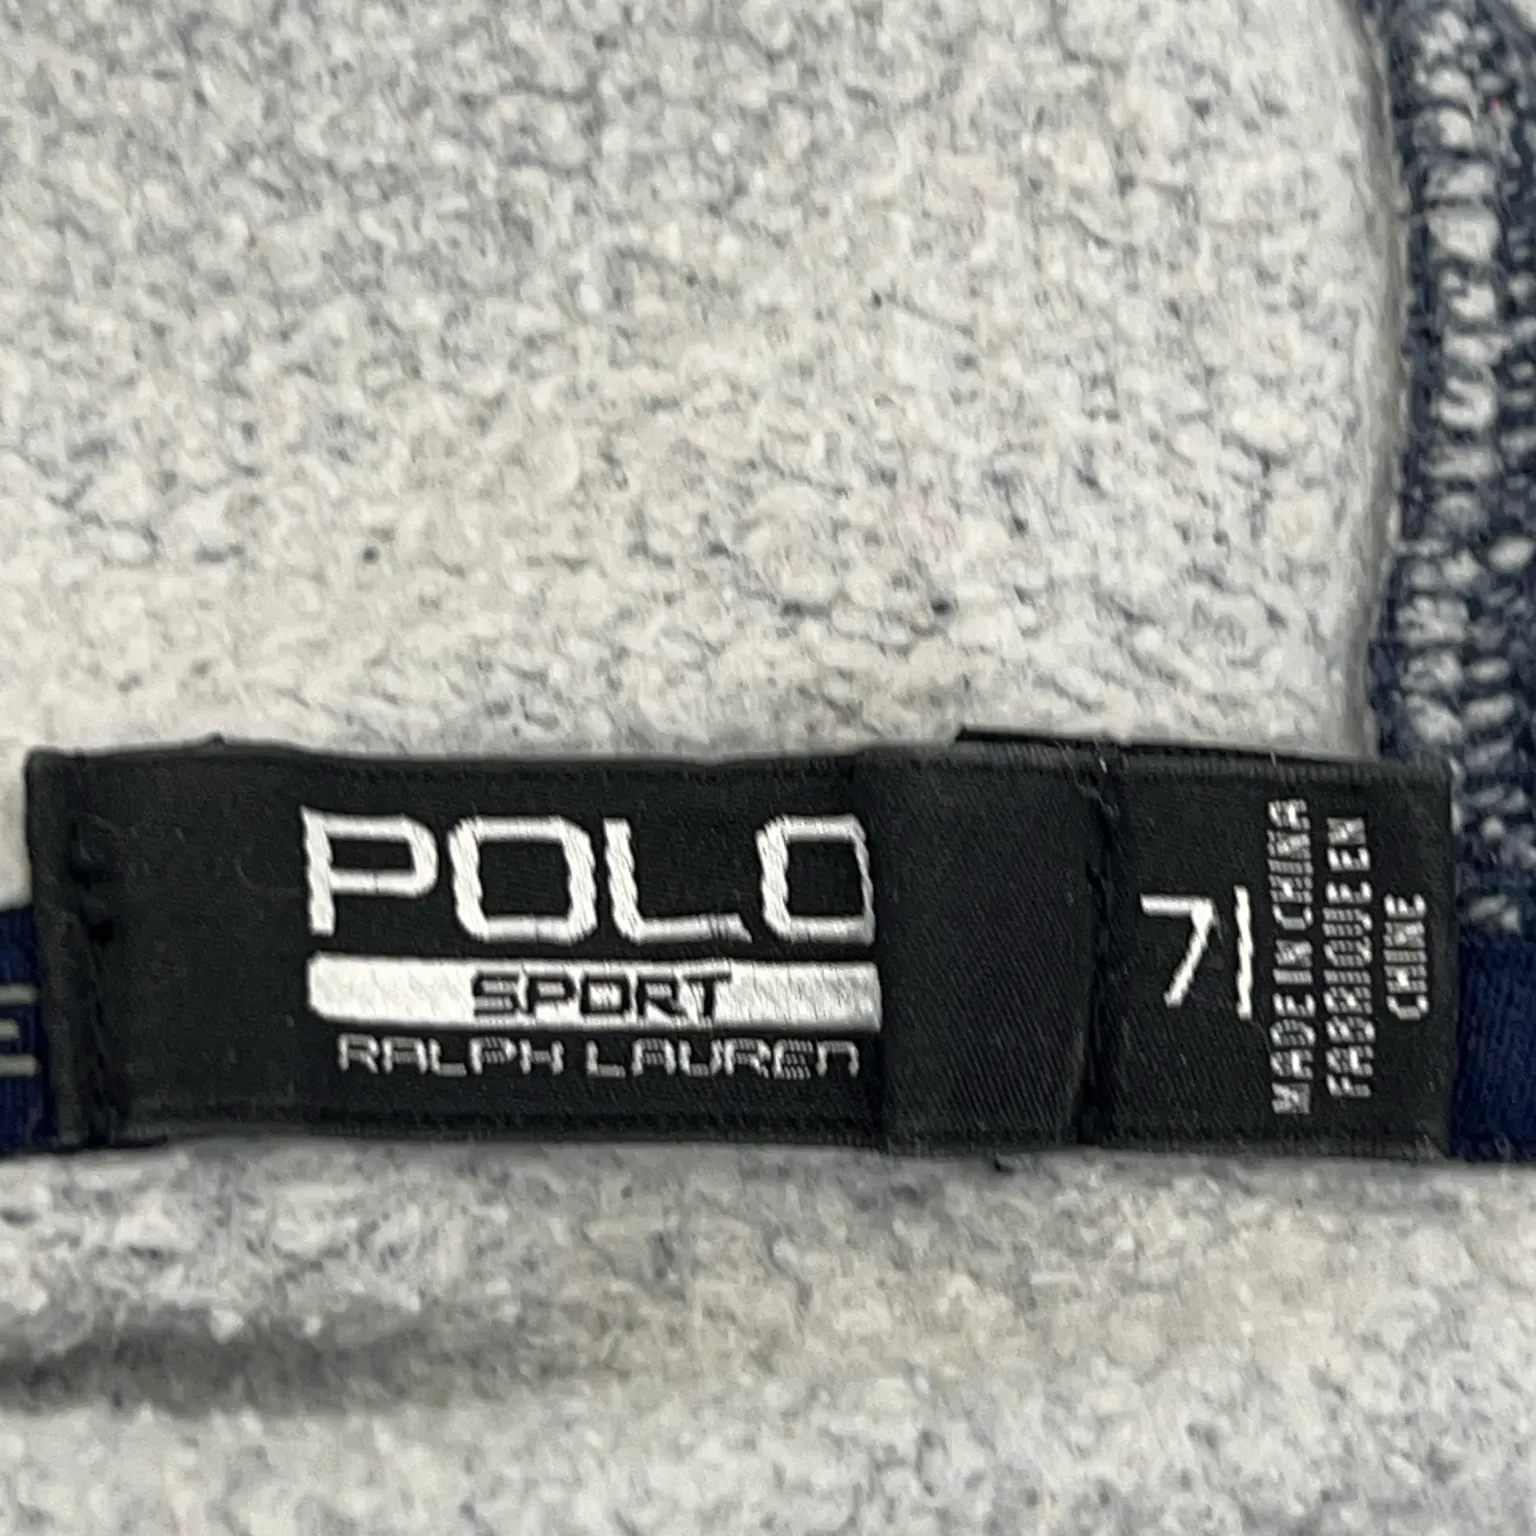 POLO
SPORT
RALPH LAUREN
7
MADE IN CHINA
FABRIQUE EN
CHINE